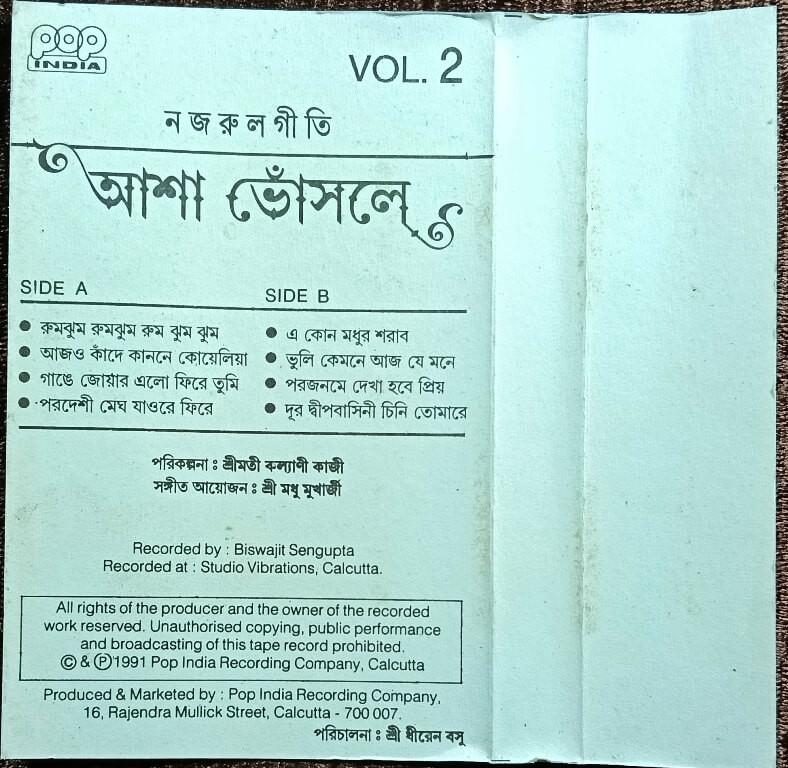 pop
INDIA
VOL. 2
নজরুলগীতি
আশা ভোঁসলে
SIDE A
রুমঝুম রুমঝুম রুম ঝুম ঝুম
আজও কাঁদে কাননে কোয়েলিয়া
গাঙে জোয়ার এলো ফিরে তুমি
পরদেশী মেঘ যাওরে ফিরে
SIDE B
এ কোন মধুর শরাব
ভুলি কেমনে আজ যে মনে
পরজনমে দেখা হবে প্রিয়
দূর দ্বীপবাসিনী চিনি তোমারে
পরিকল্পনা : শ্রীমতী কল্যাণী কাজী
সঙ্গীত আয়োজন : শ্রী মধু মুখার্জী
Recorded by : Biswajit Sengupta
Recorded at : Studio Vibrations, Calcutta.
All rights of the producer and the owner of the recorded
work reserved. Unauthorised copying, public performance
and broadcasting of this tape record prohibited.
© & Ⓟ 1991 Pop India Recording Company, Calcutta
Produced & Marketed by : Pop India Recording Company,
16, Rajendra Mullick Street, Calcutta - 700 007.
পরিচালনা : শ্রী ধীরেন বসু